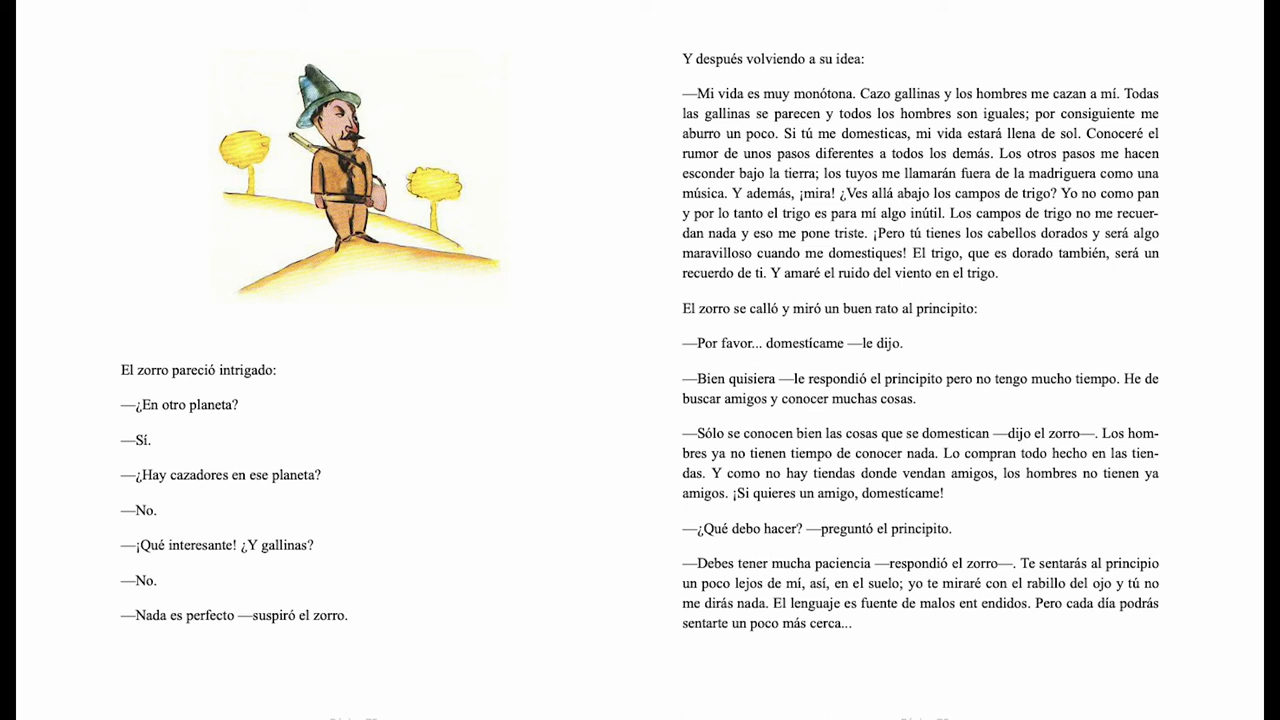 El zorro pareció intrigado:
—¿En otro planeta?
—Sí.
—¿Hay cazadores en ese planeta?
—No.
—¡Qué interesante! ¿Y gallinas?
—No.
—Nada es perfecto —suspiró el zorro.
Y después volviendo a su idea:
—Mi vida es muy monótona. Cazo gallinas y los hombres me cazan a mí. Todas
las gallinas se parecen y todos los hombres son iguales; por consiguiente me
aburro un poco. Si tú me domesticas, mi vida estará llena de sol. Conoceré el
rumor de unos pasos diferentes a todos los demás. Los otros pasos me hacen
esconder bajo la tierra; los tuyos me llamarán fuera de la madriguera como una
música. Y además, ¡mira! ¿Ves allá abajo los campos de trigo? Yo no como pan
y por lo tanto el trigo es para mí algo inútil. Los campos de trigo no me recuer-
dan nada y eso me pone triste. ¡Pero tú tienes los cabellos dorados y será algo
maravilloso cuando me domestiques! El trigo, que es dorado también, será un
recuerdo de ti. Y amaré el ruido del viento en el trigo.
El zorro se calló y miró un buen rato al principito:
—Por favor... domestícame —le dijo.
—Bien quisiera —le respondió el principito pero no tengo mucho tiempo. He de
buscar amigos y conocer muchas cosas.
—Sólo se conocen bien las cosas que se domestican —dijo el zorro—. Los hom-
bres ya no tienen tiempo de conocer nada. Lo compran todo hecho en las tien-
das. Y como no hay tiendas donde vendan amigos, los hombres no tienen ya
amigos. ¡Si quieres un amigo, domestícame!
—¿Qué debo hacer? —preguntó el principito.
—Debes tener mucha paciencia —respondió el zorro—. Te sentarás al principio
un poco lejos de mí, así, en el suelo; yo te miraré con el rabillo del ojo y tú no
me dirás nada. El lenguaje es fuente de malos ent endidos. Pero cada día podrás
sentarte un poco más cerca...